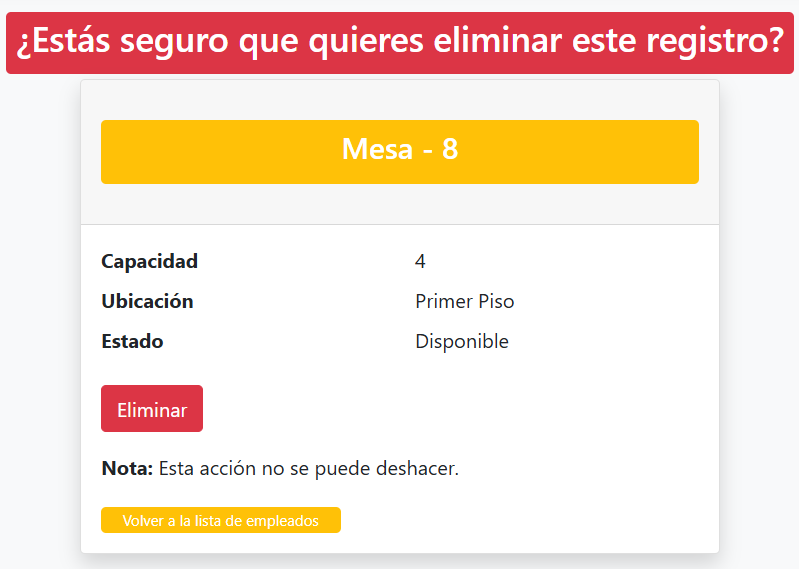 ¿Estás seguro que quieres eliminar este registro?
Mesa - 8
Capacidad 4
Ubicación Primer Piso
Estado Disponible
Eliminar
Nota: Esta acción no se puede deshacer.
Volver a la lista de empleados